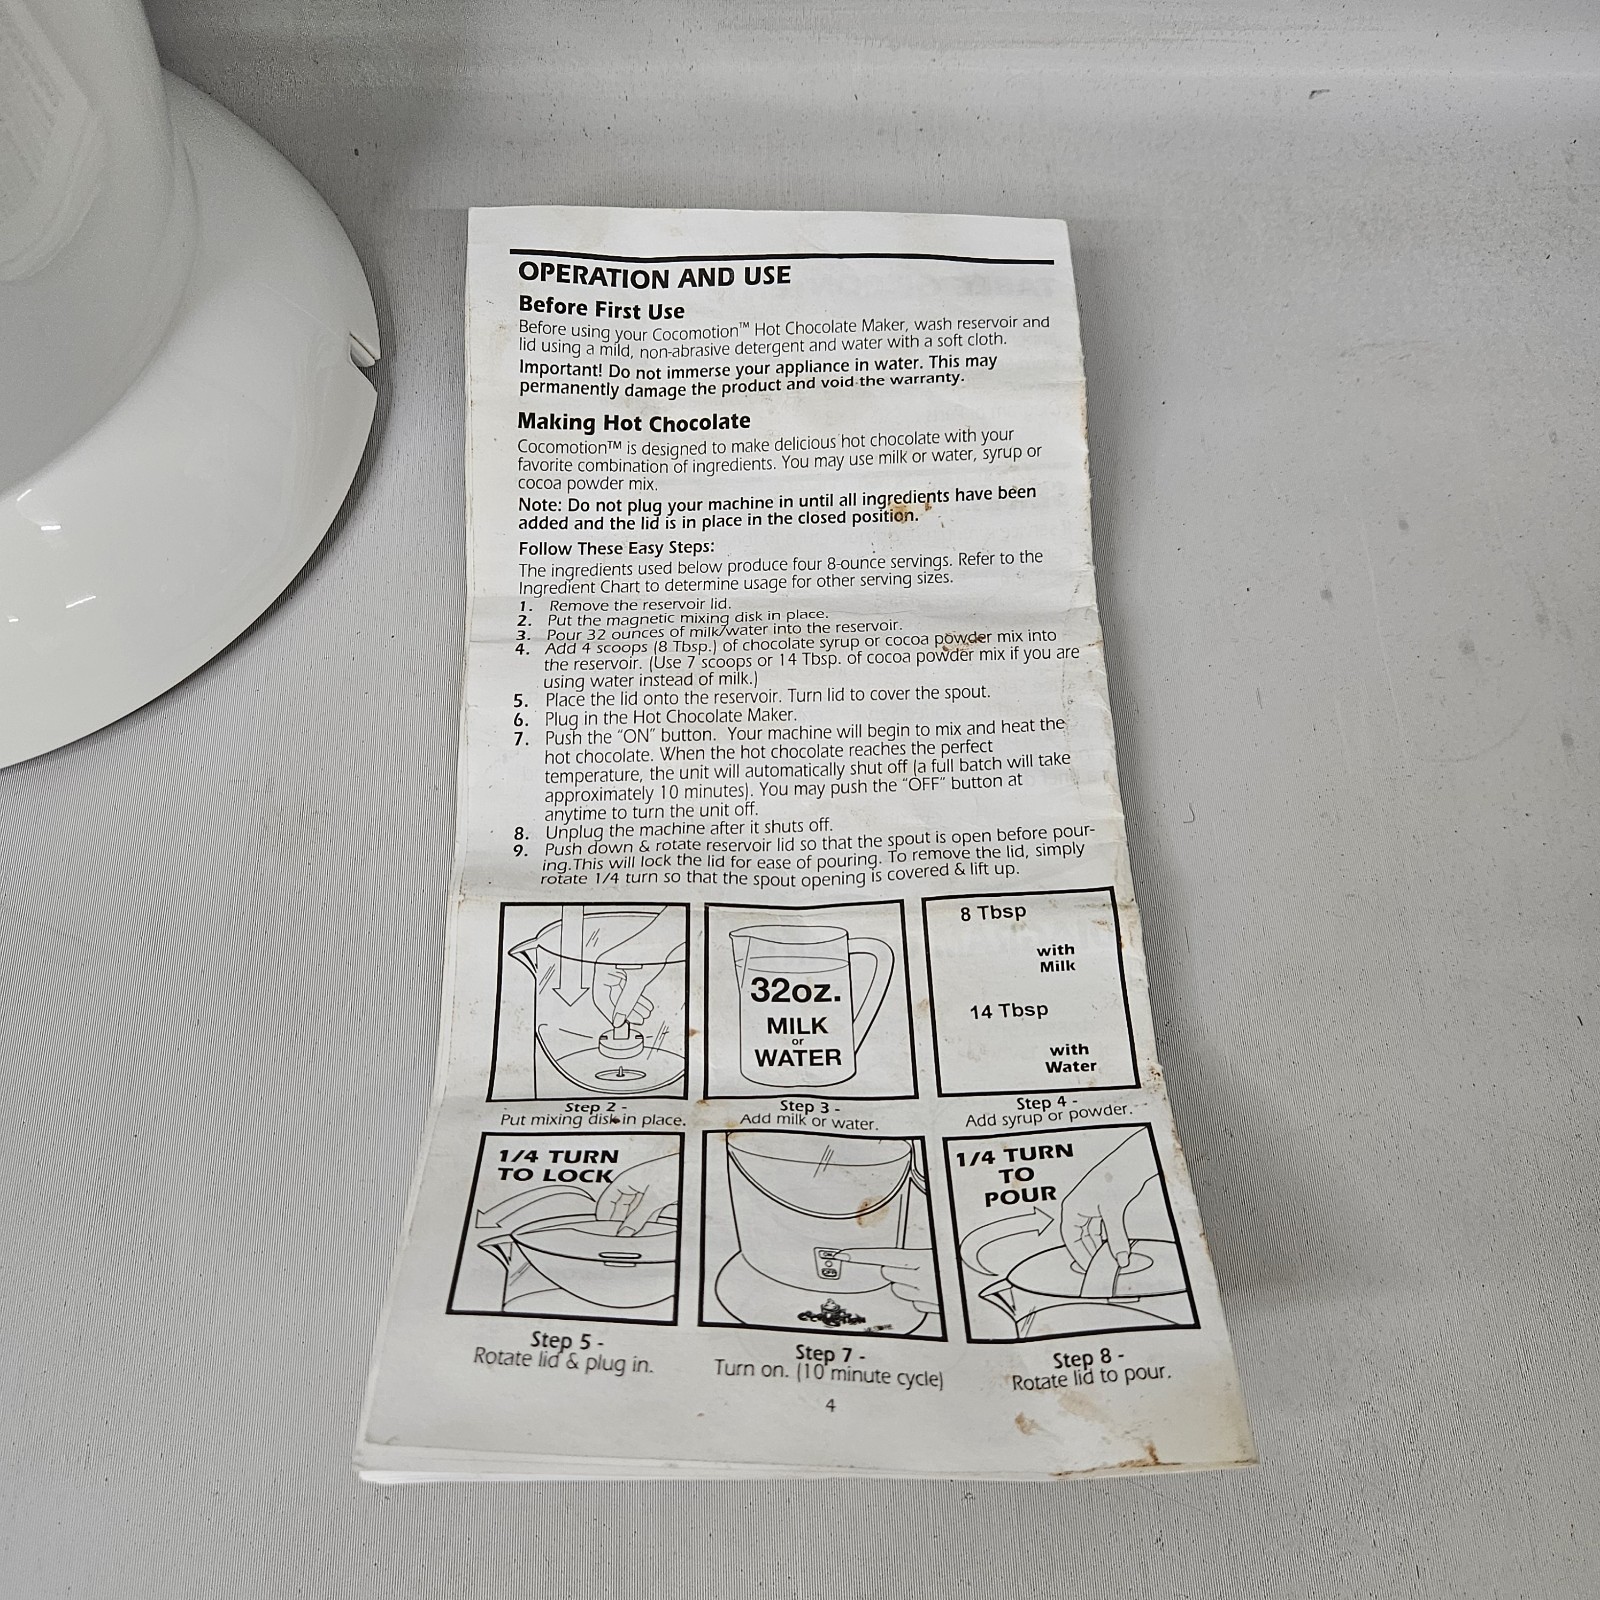 OPERATION AND USE
Before First Use
Before using your Cocomotion™ Hot Chocolate Maker, wash reservoir and
lid using a mild, non-abrasive detergent and water with a soft cloth.
Important! Do not immerse your appliance in water. This may
permanently damage the product and void the warranty.
Making Hot Chocolate
Cocomotion™ is designed to make delicious hot chocolate with your
favorite combination of ingredients. You may use milk or water, syrup or
cocoa powder mix.
Note: Do not plug your machine in until all ingredients have been
added and the lid is in place in the closed position.
Follow These Easy Steps:
The ingredients used below produce four 8-ounce servings. Refer to the
Ingredient Chart to determine usage for other serving sizes.
1. Remove the reservoir lid.
2. Put the magnetic mixing disk in place.
3. Pour 32 ounces of milk/water into the reservoir.
4. Add 4 scoops (8 Tbsp.) of chocolate syrup or cocoa powder mix into
the reservoir. (Use 7 scoops or 14 Tbsp. of cocoa powder mix if you are
using water instead of milk.)
5. Place the lid onto the reservoir. Turn lid to cover the spout.
6. Plug in the Hot Chocolate Maker.
7. Push the "ON" button. Your machine will begin to mix and heat the
hot chocolate. When the hot chocolate reaches the perfect
temperature, the unit will automatically shut off (a full batch will take
approximately 10 minutes). You may push the "OFF" button at
anytime to turn the unit off.
8. Unplug the machine after it shuts off.
9. Push down & rotate reservoir lid so that the spout is open before pour-
ing.This will lock the lid for ease of pouring. To remove the lid, simply
rotate 1/4 turn so that the spout opening is covered & lift up.
32oz.
MILK
or
WATER
8 Tbsp
with
Milk
14 Tbsp
with
Water
Step 2 -
Put mixing disk in place.
Step 3 -
Add milk or water.
Step 4 -
Add syrup or powder.
1/4 TURN
TO LOCK
1/4 TURN
TO
POUR
Step 5 -
Rotate lid & plug in.
Step 7 -
Turn on. (10 minute cycle)
Step 8 -
Rotate lid to pour.
4